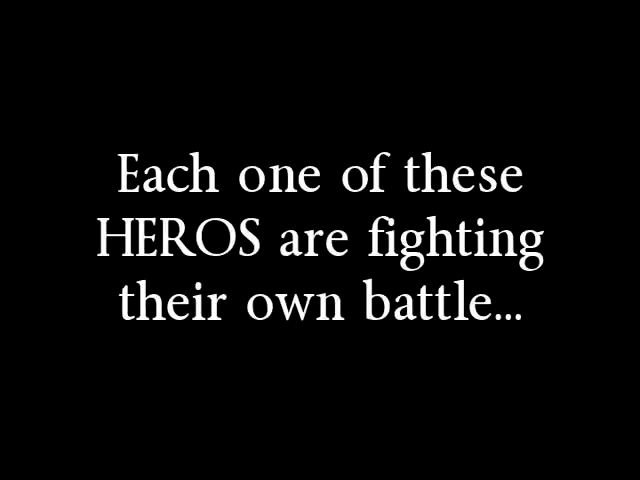 Each one of these
HEROS are fighting
their own battle...